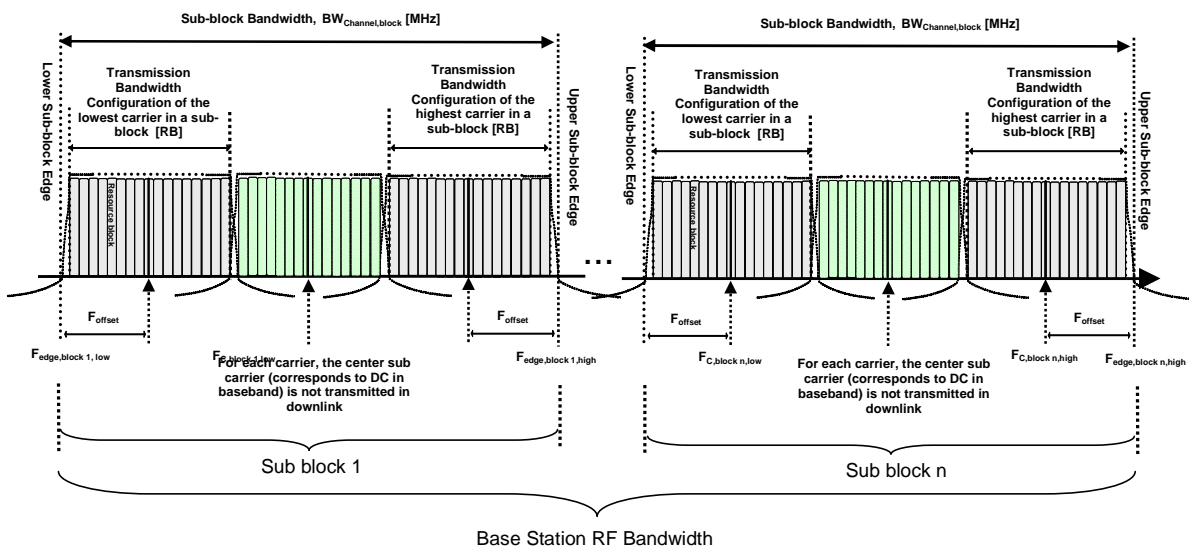 Sub-block Bandwidth, BWChannel,block [MHz]
Sub-block Bandwidth, BWChannel,block [MHz]
Lower Sub-block Edge
Transmission
Bandwidth
Configuration of the
lowest carrier in a sub-
block [RB]
Transmission
Bandwidth
Configuration of the
highest carrier in a
sub-block [RB]
Upper Sub-block Edge
Lower Sub-block Edge
Transmission
Bandwidth
Configuration of the
lowest carrier in
a sub-block [RB]
Transmission
Bandwidth
Configuration of the
highest carrier in a
sub-block [RB]
Upper Sub-block Edge
Resource block
...
Resource block
Foffset
Foffset
Foffset
Foffset
Fedge,block 1, low
FC,block 1,low
Fedge,block 1,high
FC,block n,low
FC,block n,high
Fedge,block n,high
For each carrier, the center sub
carrier (corresponds to DC in
baseband) is not transmitted in
downlink
For each carrier, the center sub
carrier (corresponds to DC in
baseband) is not transmitted in
downlink
Sub block 1
Sub block n
Base Station RF Bandwidth